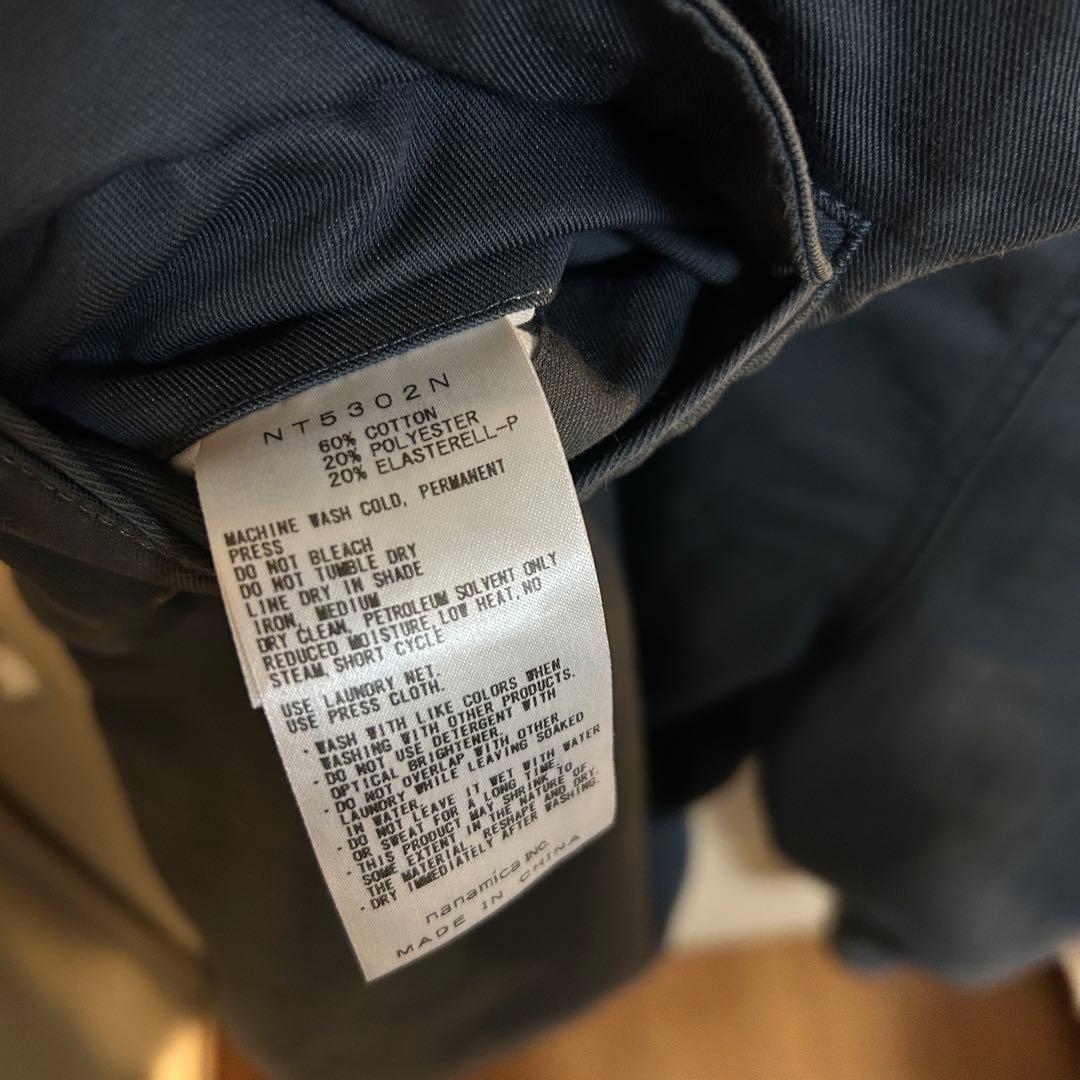 NT5302N
60% COTTON
20% POLYESTER
20% ELASTERELL-P
MACHINE WASH COLD, PERMANENT
PRESS
DO NOT BLEACH
DO NOT TUMBLE DRY
LINE DRY IN SHADE
IRON, MEDIUM
DRY CLEAN, PETROLEUM SOLVENT ONLY
REDUCED MOISTURE, LOW HEAT, NO
STEAM, SHORT CYCLE
USE LAUNDRY NET.
USE PRESS CLOTH.
・WASH WITH LIKE COLORS WHEN
WASHING WITH OTHER PRODUCTS.
・DO NOT USE DETERGENT WITH
OPTICAL BRIGHTENER.
・DO NOT OVERLAP WITH OTHER
LAUNDRY WHILE LEAVING SOAKED
IN WATER.
・DO NOT LEAVE IT WET WITH WATER
OR SWEAT FOR A LONG TIME.
・THIS PRODUCT MAY SHRINK TO
SOME EXTENT IN THE NATURE OF
THE MATERIAL. RESHAPE AND DRY.
・DRY IMMEDIATELY AFTER WASHING.
nanamica INC.
MADE IN CHINA